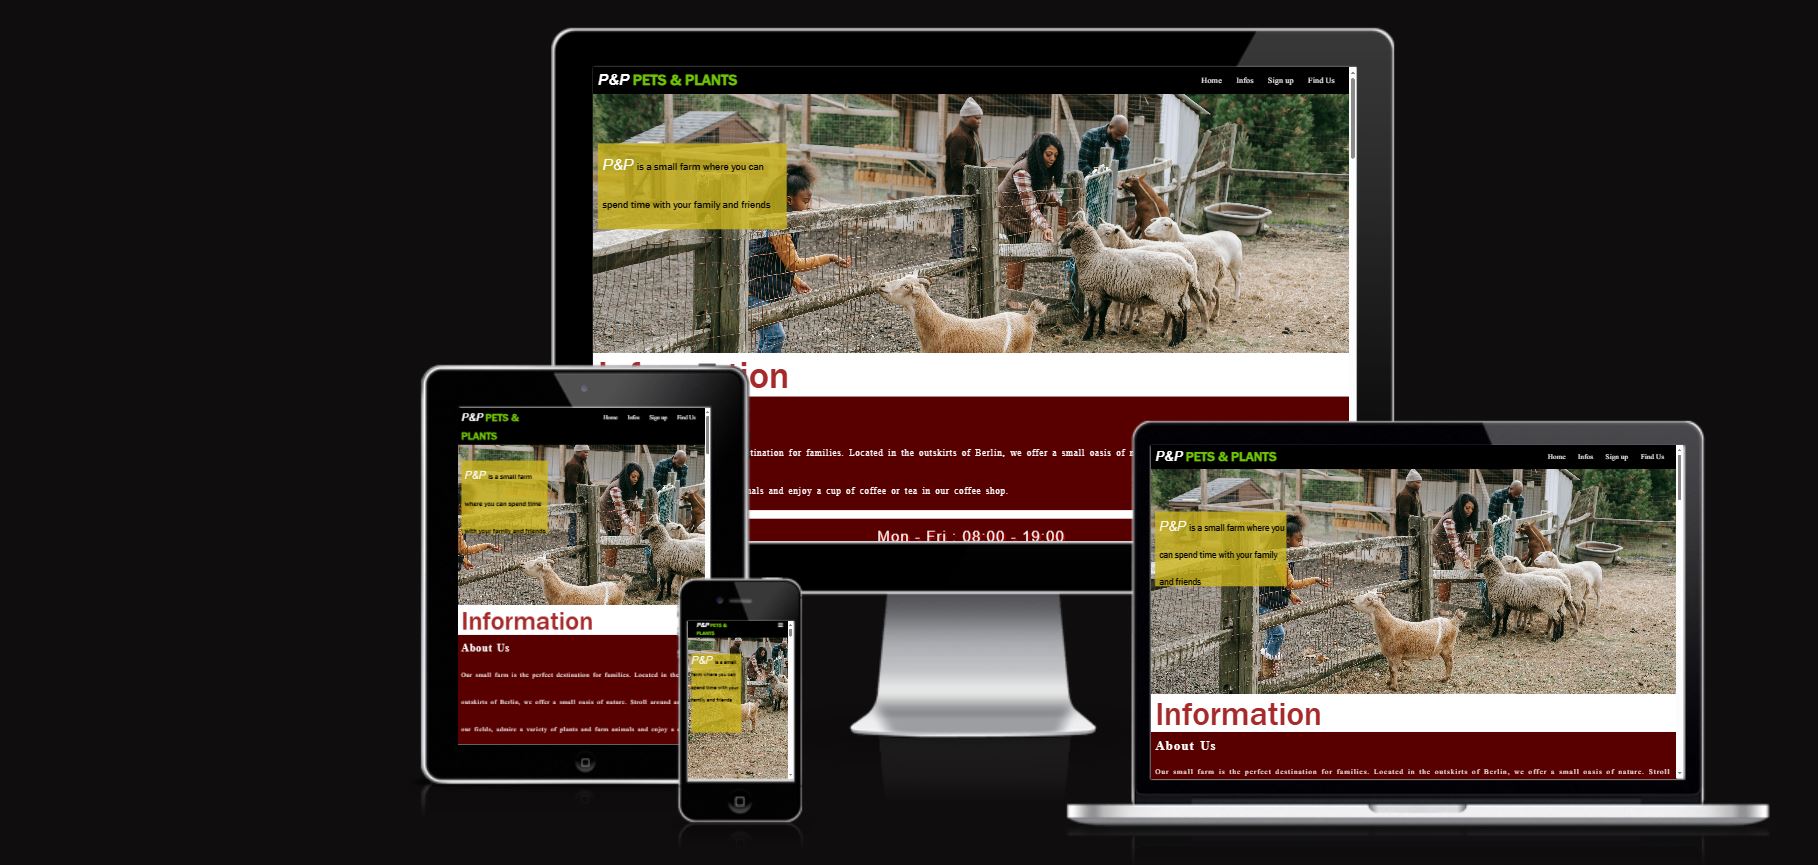 P&P PETS & PLANTS
Home Infos Sign up Find Us
P&P is a small farm where you can
spend time with your family and friends
tion
tination for families. Located in the outskirts of Berlin, we offer a small oasis of
als and enjoy a cup of coffee or tea in our coffee shop.
Mon - Fri : 08:00 - 19:00
P&P PETS &
PLANTS
Home Infos Sign up Find Us
P&P is a small farm
where you can spend time
with your family and friends
Information
About Us
Our small farm is the perfect destination for families. Located in the
outskirts of Berlin, we offer a small oasis of nature. Stroll around
our fields, admire a variety of plants and farm animals and enjoy a
P&P PETS &
PLANTS
P&P is a small
farm where you can
spend time with your
family and friends
P&P PETS & PLANTS
Home Infos Sign up Find Us
P&P is a small farm where you
can spend time with your family
and friends
Information
About Us
Our small farm is the perfect destination for families. Located in the outskirts of Berlin, we offer a small oasis of nature. Stroll